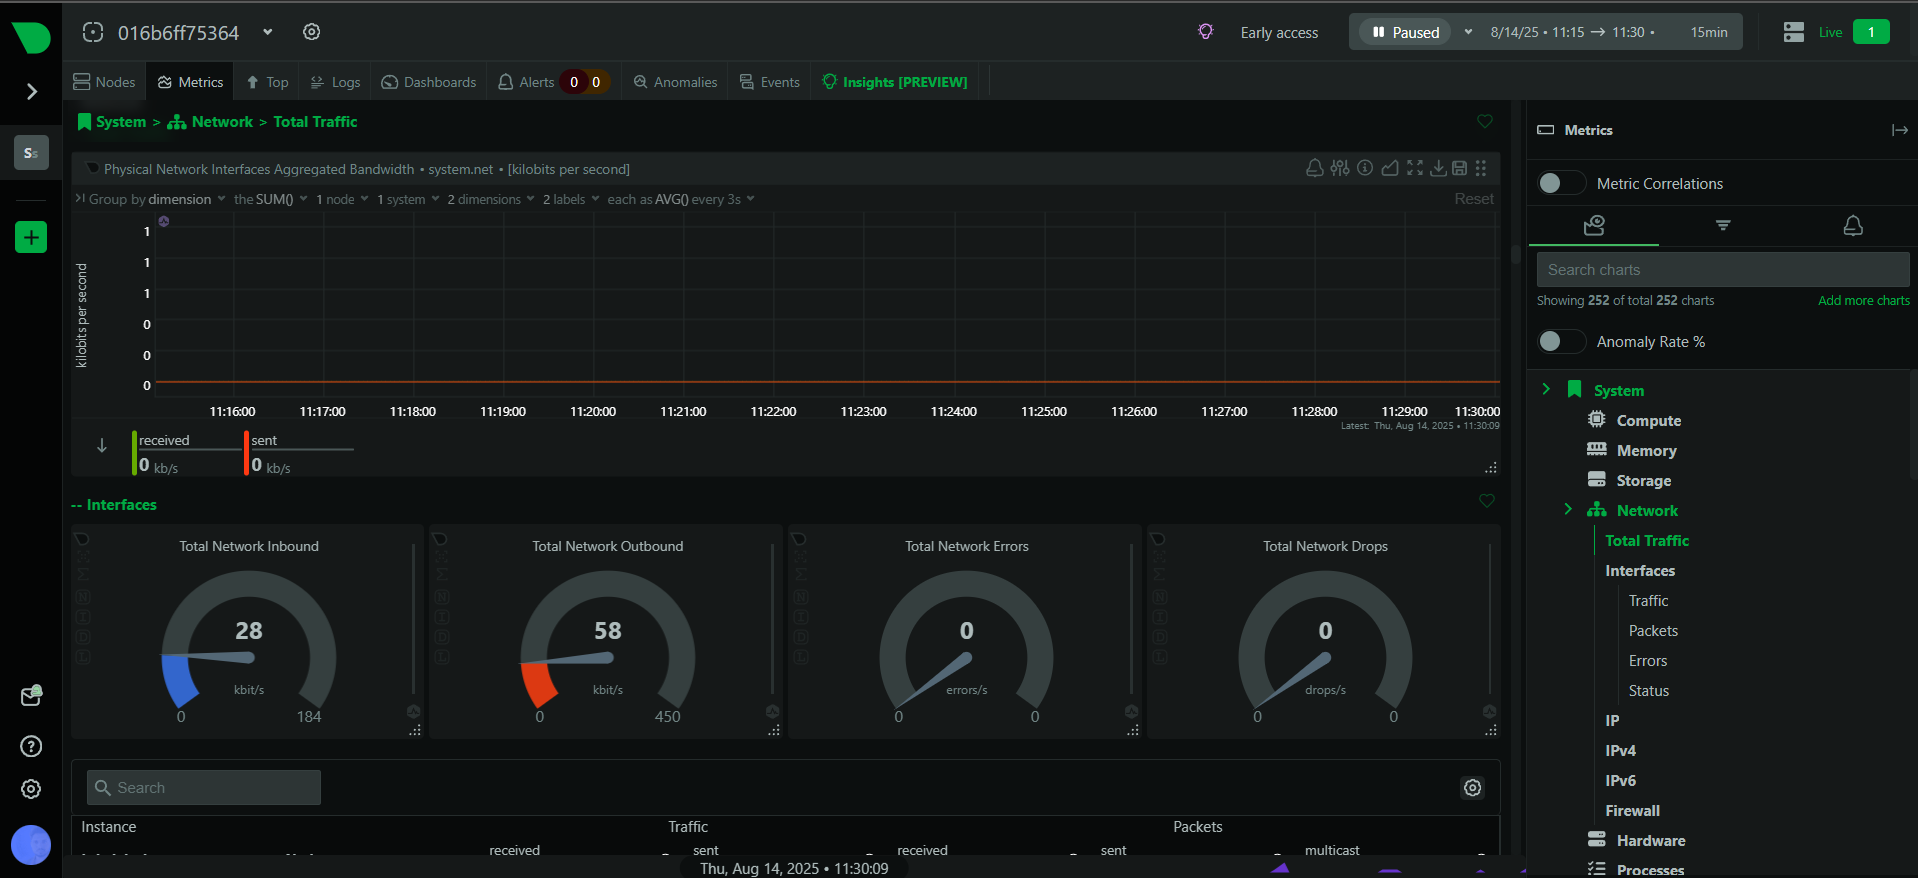 016b6ff75364
Early access
Paused
8/14/25 • 11:15 → 11:30 •
15min
Live
1
Nodes
Metrics
Top
Logs
Dashboards
Alerts
0
0
Anomalies
Events
Insights [PREVIEW]
Ss
System > Network > Total Traffic
Physical Network Interfaces Aggregated Bandwidth • system.net • [kilobits per second]
Group by dimension
the SUM()
1 node
1 system
2 dimensions
2 labels
each as AVG() every 3s
Reset
kilobits per second
1
1
1
0
0
0
11:16:00
11:17:00
11:18:00
11:19:00
11:20:00
11:21:00
11:22:00
11:23:00
11:24:00
11:25:00
11:26:00
11:27:00
11:28:00
11:29:00
11:30:00
Latest: Thu, Aug 14, 2025 • 11:30:09
received
0 kb/s
sent
0 kb/s
-- Interfaces
Total Network Inbound
M
N
I
D
L
28
kbit/s
0
184
Total Network Outbound
M
N
I
D
L
58
kbit/s
0
450
Total Network Errors
M
N
I
D
L
0
errors/s
0
0
Total Network Drops
M
N
I
D
L
0
drops/s
0
0
Search
Instance
Traffic
Packets
received
sent
received
sent
multicast
Thu, Aug 14, 2025 • 11:30:09
Metrics
Metric Correlations
Search charts
Showing 252 of total 252 charts
Add more charts
Anomaly Rate %
System
Compute
Memory
Storage
Network
Total Traffic
Interfaces
Traffic
Packets
Errors
Status
IP
IPv4
IPv6
Firewall
Hardware
Processes